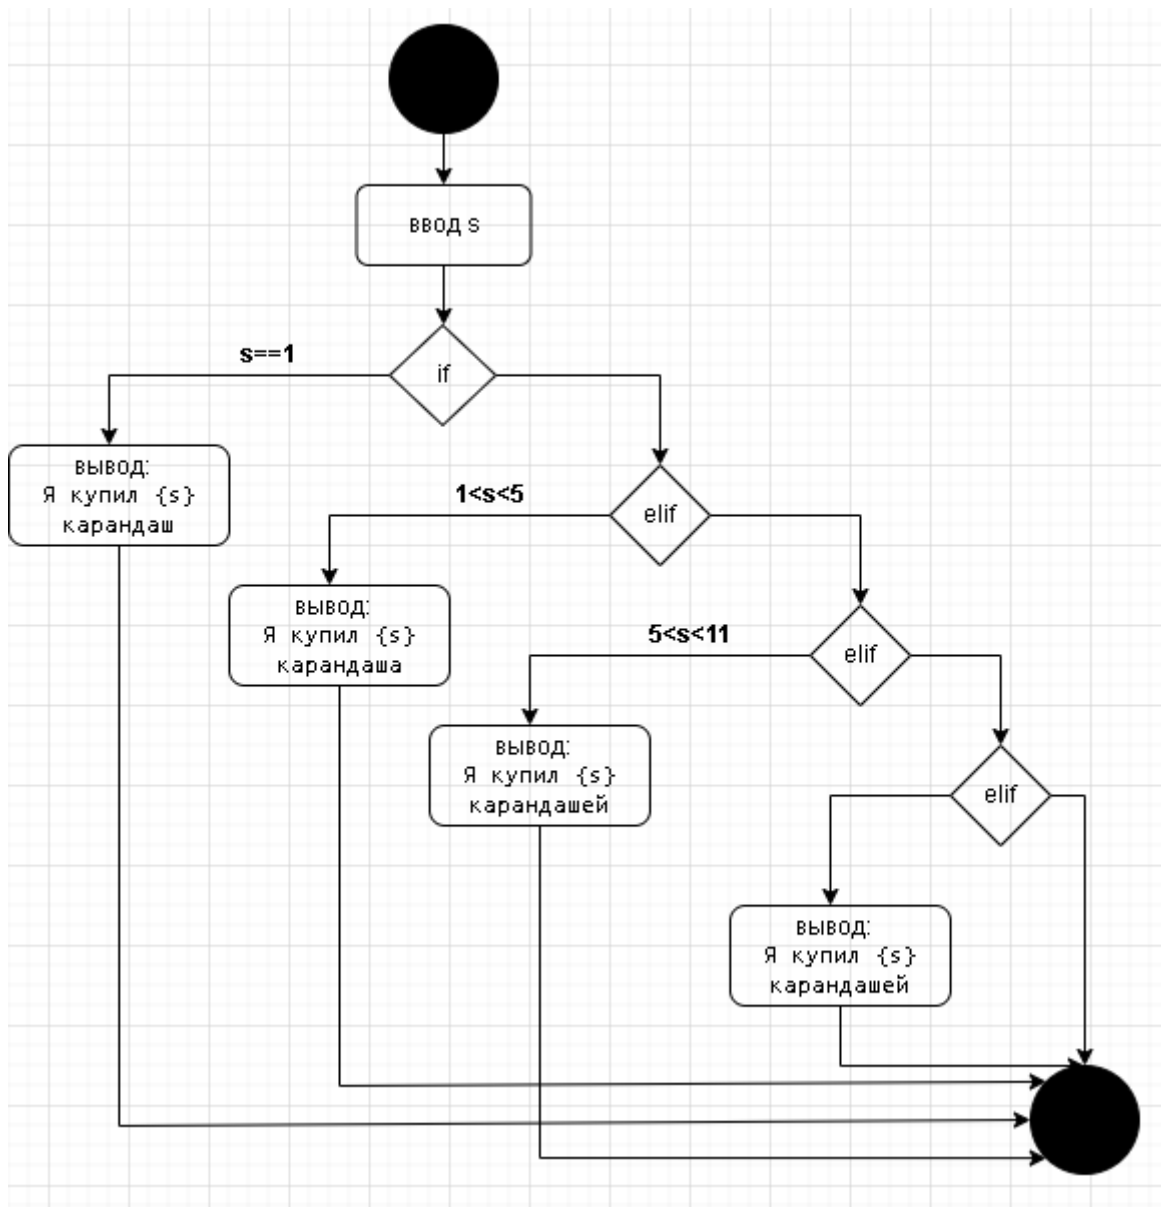 ввод s
if
s==1
вывод:
Я купил {s}
карандаш
elif
1<s<5
вывод:
Я купил {s}
карандаша
elif
5<s<11
вывод:
Я купил {s}
карандашей
elif
вывод:
Я купил {s}
карандашей